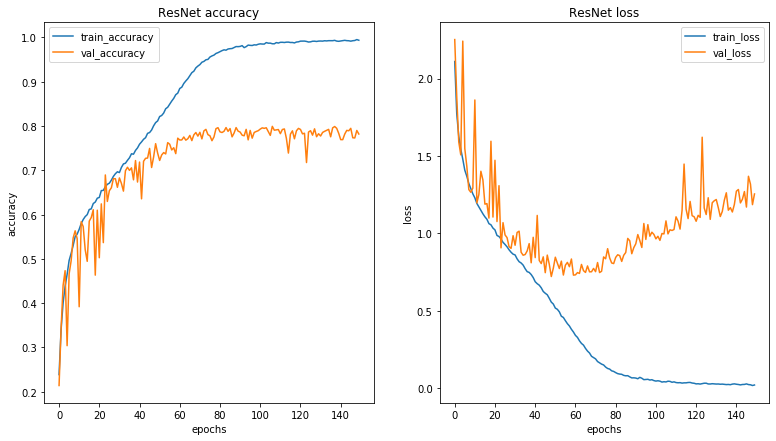 ResNet accuracy
train_accuracy
val_accuracy
1.0
0.9
0.8
0.7
0.6
0.5
0.4
0.3
0.2
accuracy
0 20 40 60 80 100 120 140
epochs
ResNet loss
train_loss
val_loss
2.0
1.5
1.0
0.5
0.0
loss
0 20 40 60 80 100 120 140
epochs